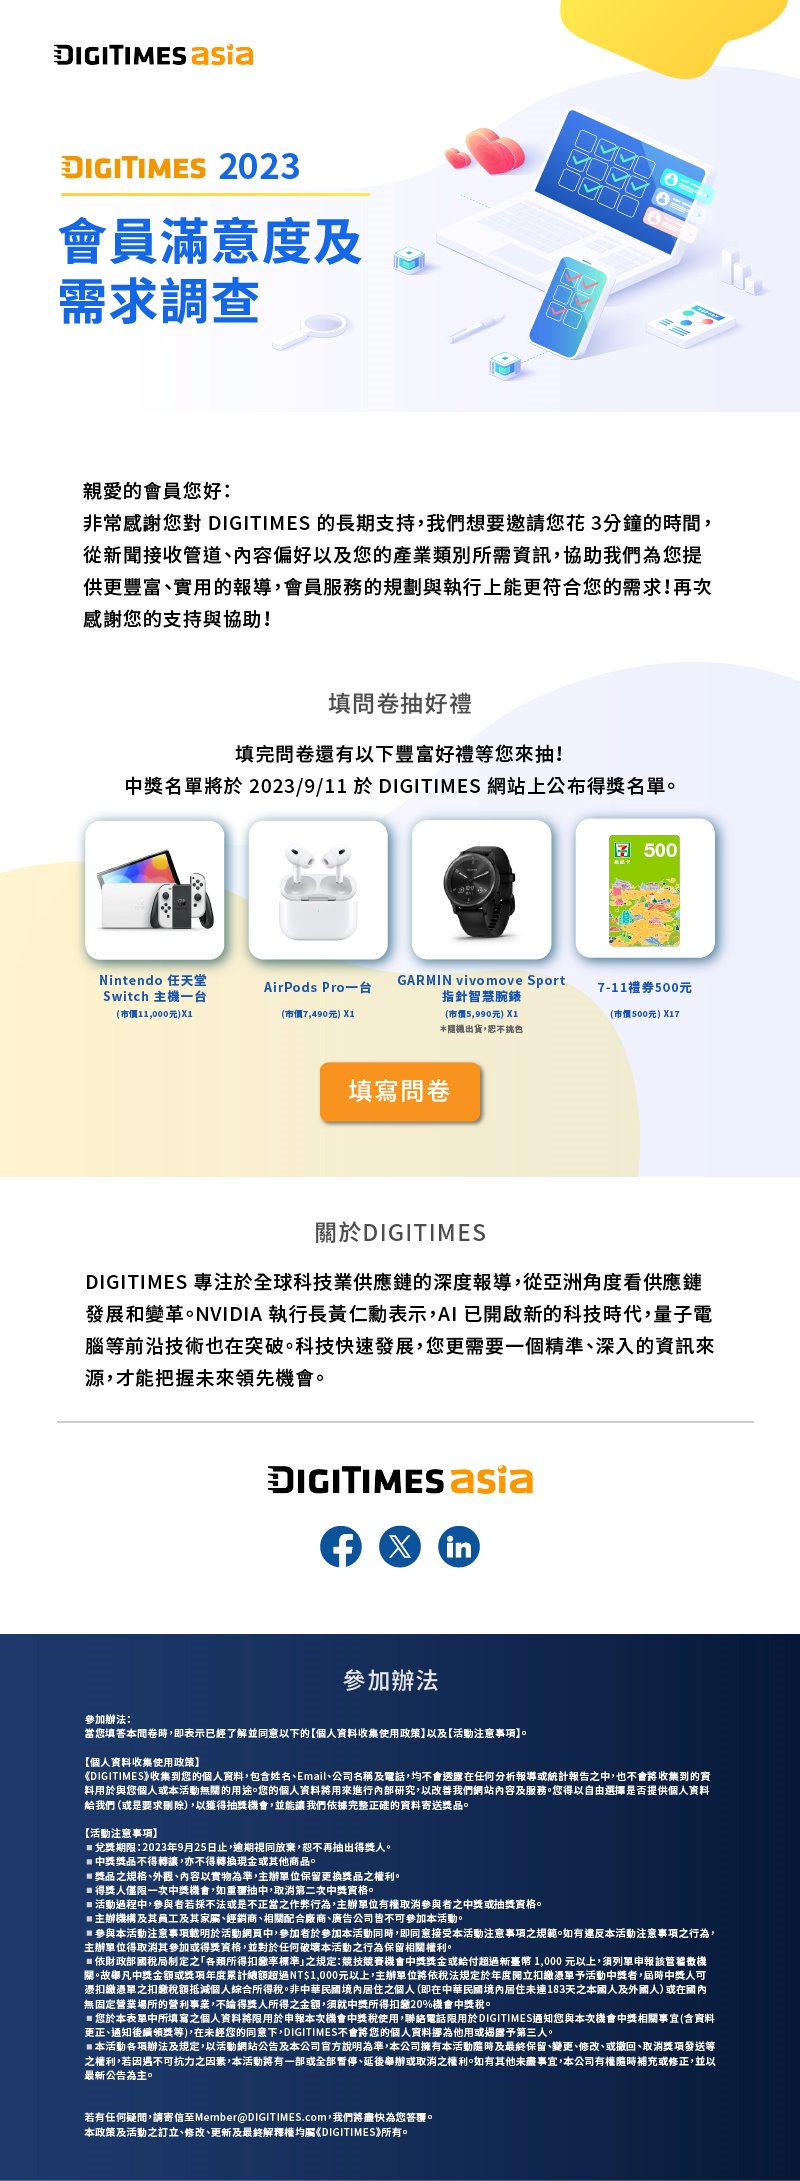 DIGITIMES asia
DIGITIMES 2023
會員滿意度及
需求調查
親愛的會員您好：
非常感謝您對 DIGITIMES 的長期支持，我們想要邀請您花 3分鐘的時間，
從新聞接收管道、內容偏好以及您的產業類別所需資訊，協助我們為您提
供更豐富、實用的報導，會員服務的規劃與執行上能更符合您的需求！再次
感謝您的支持與協助！
填問卷抽好禮
填完問卷還有以下豐富好禮等您來抽！
中獎名單將於 2023/9/11 於 DIGITIMES 網站上公布得獎名單。
500
Nintendo 任天堂
Switch 主機一台
(市價11,000元)X1
AirPods Pro一台
(市價7,490元) X1
GARMIN vivomove Sport
指針智慧腕錶
(市價5,990元) X1
＊隨機出貨，恕不挑色
7-11禮券500元
(市價500元) X17
填寫問卷
關於DIGITIMES
DIGITIMES 專注於全球科技業供應鏈的深度報導，從亞洲角度看供應鏈
發展和變革。NVIDIA 執行長黃仁勳表示，AI 已開啟新的科技時代，量子電
腦等前沿技術也在突破。科技快速發展，您更需要一個精準、深入的資訊來
源，才能把握未來領先機會。
DIGITIMES asia
參加辦法
參加辦法：
當您填答本問卷時，即表示已經了解並同意以下的【個人資料收集使用政策】以及【活動注意事項】。
【個人資料收集使用政策】
《DIGITIMES》收集到您的個人資料，包含姓名、Email、公司名稱及電話，均不會透露在任何分析報導或統計報告之中，也不會將收集到的資
料用於與您個人或本活動無關的用途。您的個人資料將用來進行內部研究，以改善我們網站內容及服務。您得以自由選擇是否提供個人資料
給我們（或是要求刪除），以獲得抽獎機會，並能讓我們依據完整正確的資料寄送獎品。
【活動注意事項】
■兌獎期限：2023年9月25日止，逾期視同放棄，恕不再抽出得獎人。
■中獎獎品不得轉讓，亦不得轉換現金或其他商品。
■獎品之規格、外觀、內容以實物為準，主辦單位保留更換獎品之權利。
■得獎人僅限一次中獎機會，如重覆抽中，取消第二次中獎資格。
■活動過程中，參與者若採不法或是不正當之作弊行為，主辦單位有權取消參與者之中獎或抽獎資格。
■主辦機構及其員工及其家屬、經銷商、相關配合廠商、廣告公司皆不可參加本活動。
■參與本活動注意事項載明於活動網頁中，參加者於參加本活動同時，即同意接受本活動注意事項之規範。如有違反本活動注意事項之行為，
主辦單位得取消其參加或得獎資格，並對於任何破壞本活動之行為保留相關權利。
■依財政部國稅局制定之「各類所得扣繳率標準」之規定：競技競賽機會中獎獎金或給付超過新臺幣 1,000 元以上，須列單申報該管稽徵機
關。故舉凡中獎金額或獎項年度累計總額超過NT$1,000元以上，主辦單位將依稅法規定於年度開立扣繳憑單予活動中獎者，屆時中獎人可
憑扣繳憑單之扣繳稅額抵減個人綜合所得稅。非中華民國境內居住之個人（即在中華民國境內居住未達183天之本國人及外國人）或在國內
無固定營業場所的營利事業，不論得獎人所得之金額，須就中獎所得扣繳20%機會中獎稅。
■您於本表單中所填寫之個人資料將限用於申報本次機會中獎稅使用，聯絡電話限用於DIGITIMES通知您與本次機會中獎相關事宜(含資料
更正、通知後續領獎等)，在未經您的同意下，DIGITIMES不會將您的個人資料挪為他用或揭露予第三人。
■本活動各項辦法及規定，以活動網站公告及本公司官方說明為準，本公司擁有本活動隨時及最終保留、變更、修改、或撤回、取消獎項發送等
之權利，若因遇不可抗力之因素，本活動將有一部或全部暫停、延後舉辦或取消之權利。如有其他未盡事宜，本公司有權隨時補充或修正，並以
最新公告為主。
若有任何疑問，請寄信至Member@DIGITIMES.com，我們將盡快為您答覆。
本政策及活動之訂立、修改、更新及最終解釋權均屬《DIGITIMES》所有。